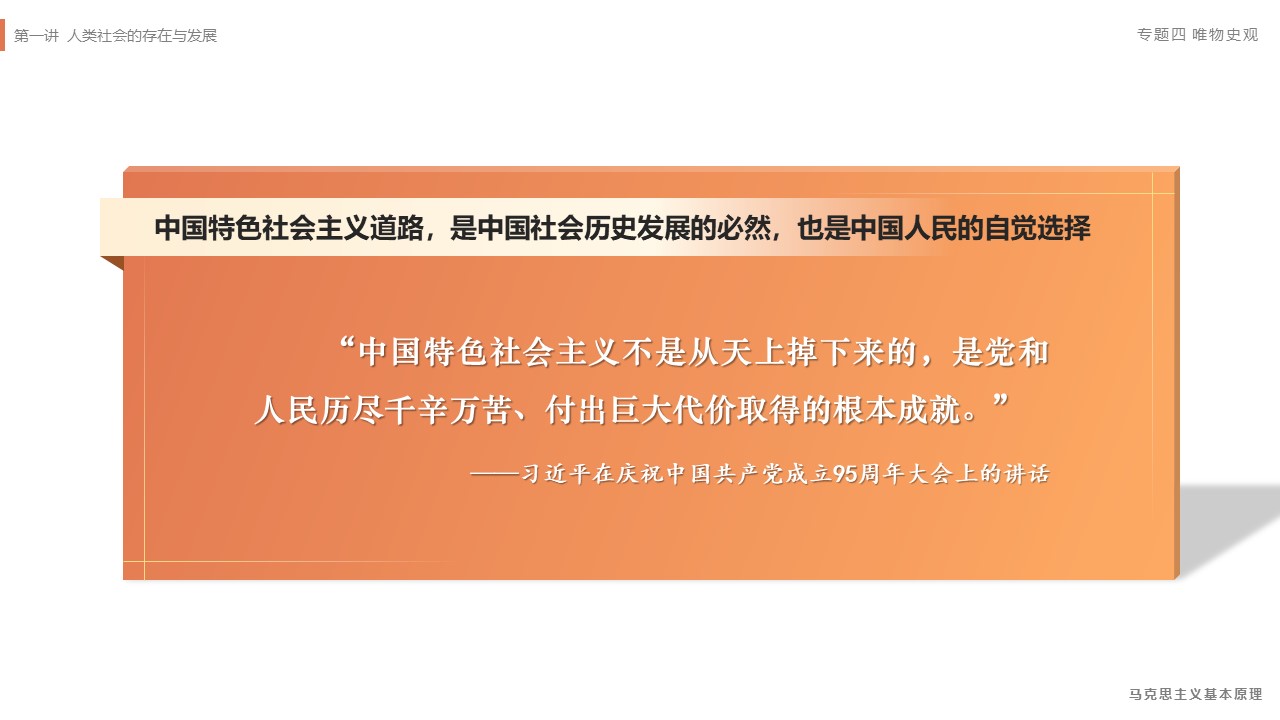 第一讲 人类社会的存在与发展
专题四 唯物史观
中国特色社会主义道路，是中国社会历史发展的必然，也是中国人民的自觉选择
“中国特色社会主义不是从天上掉下来的，是党和
人民历尽千辛万苦、付出巨大代价取得的根本成就。”
——习近平在庆祝中国共产党成立95周年大会上的讲话
马克思主义基本原理